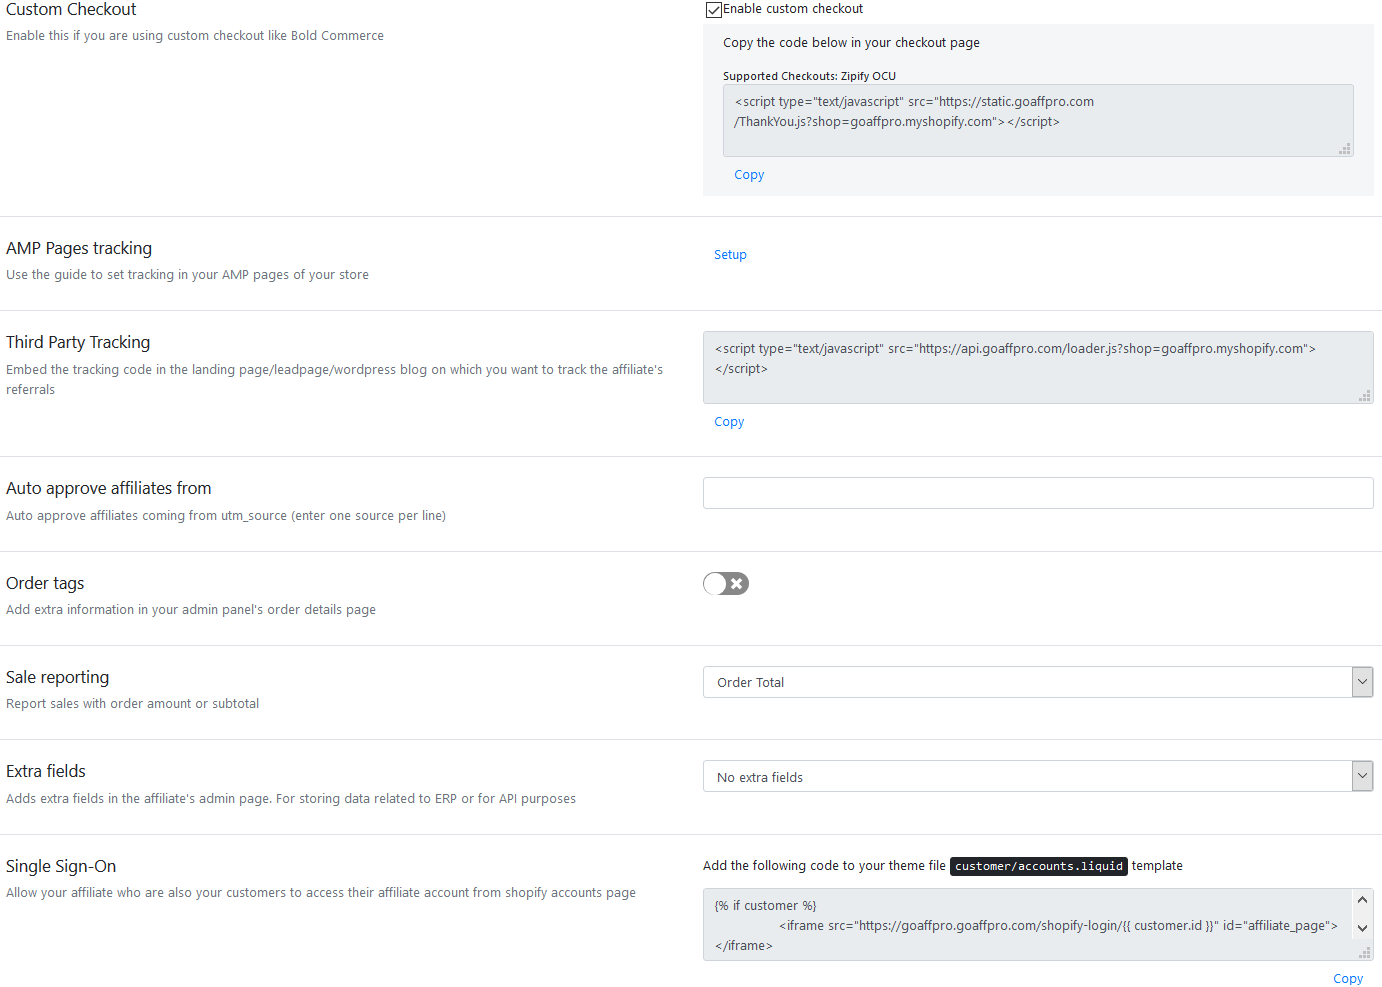 Custom Checkout
Enable this if you are using custom checkout like Bold Commerce
Enable custom checkout
Copy the code below in your checkout page
Supported Checkouts: Zipify OCU
<script type="text/javascript" src="https://static.goaffpro.com
/ThankYou.js?shop=goaffpro.myshopify.com"></script>
Copy
AMP Pages tracking
Use the guide to set tracking in your AMP pages of your store
Setup
Third Party Tracking
Embed the tracking code in the landing page/leadpage/wordpress blog on which you want to track the affiliate's
referrals
<script type="text/javascript" src="https://api.goaffpro.com/loader.js?shop=goaffpro.myshopify.com">
</script>
Copy
Auto approve affiliates from
Auto approve affiliates coming from utm_source (enter one source per line)
Order tags
Add extra information in your admin panel's order details page
Sale reporting
Report sales with order amount or subtotal
Order Total
Extra fields
Adds extra fields in the affiliate's admin page. For storing data related to ERP or for API purposes
No extra fields
Single Sign-On
Allow your affiliate who are also your customers to access their affiliate account from shopify accounts page
Add the following code to your theme file customer/accounts.liquid template
{% if customer %}
<iframe src="https://goaffpro.goaffpro.com/shopify-login/{{ customer.id }}" id="affiliate_page">
</iframe>
Copy